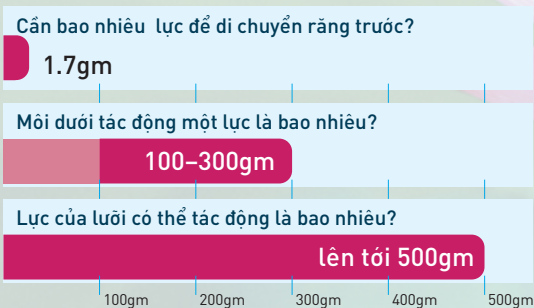 Cần bao nhiêu lực để di chuyển răng trước?
1.7gm
Môi dưới tác động một lực là bao nhiêu?
100–300gm
Lực của lưỡi có thể tác động là bao nhiêu?
lên tới 500gm
100gm 200gm 300gm 400gm 500gm